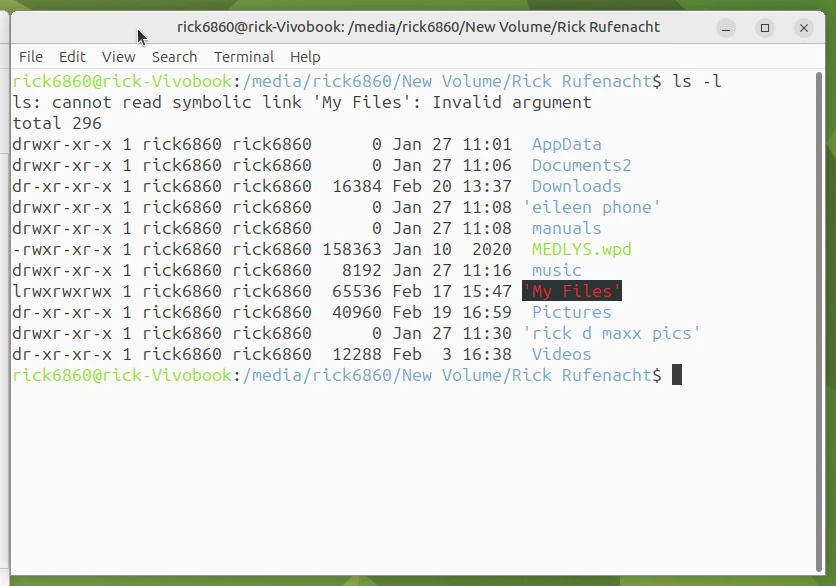 rick6860@rick-Vivobook: /media/rick6860/New Volume/Rick Rufenacht
File Edit View Search Terminal Help
rick6860@rick-Vivobook:/media/rick6860/New Volume/Rick Rufenacht$ ls -l
ls: cannot read symbolic link 'My Files': Invalid argument
total 296
drwxr-xr-x 1 rick6860 rick6860      0 Jan 27 11:01  AppData
drwxr-xr-x 1 rick6860 rick6860      0 Jan 27 11:06  Documents2
dr-xr-xr-x 1 rick6860 rick6860  16384 Feb 20 13:37  Downloads
drwxr-xr-x 1 rick6860 rick6860      0 Jan 27 11:08 'eileen phone'
drwxr-xr-x 1 rick6860 rick6860      0 Jan 27 11:08  manuals
-rwxr-xr-x 1 rick6860 rick6860 158363 Jan 10  2020  MEDLYS.wpd
drwxr-xr-x 1 rick6860 rick6860   8192 Jan 27 11:16  music
lrwxrwxrwx 1 rick6860 rick6860  65536 Feb 17 15:47 'My Files'
dr-xr-xr-x 1 rick6860 rick6860  40960 Feb 19 16:59  Pictures
drwxr-xr-x 1 rick6860 rick6860      0 Jan 27 11:30 'rick d maxx pics'
dr-xr-xr-x 1 rick6860 rick6860  12288 Feb  3 16:38  Videos
rick6860@rick-Vivobook:/media/rick6860/New Volume/Rick Rufenacht$